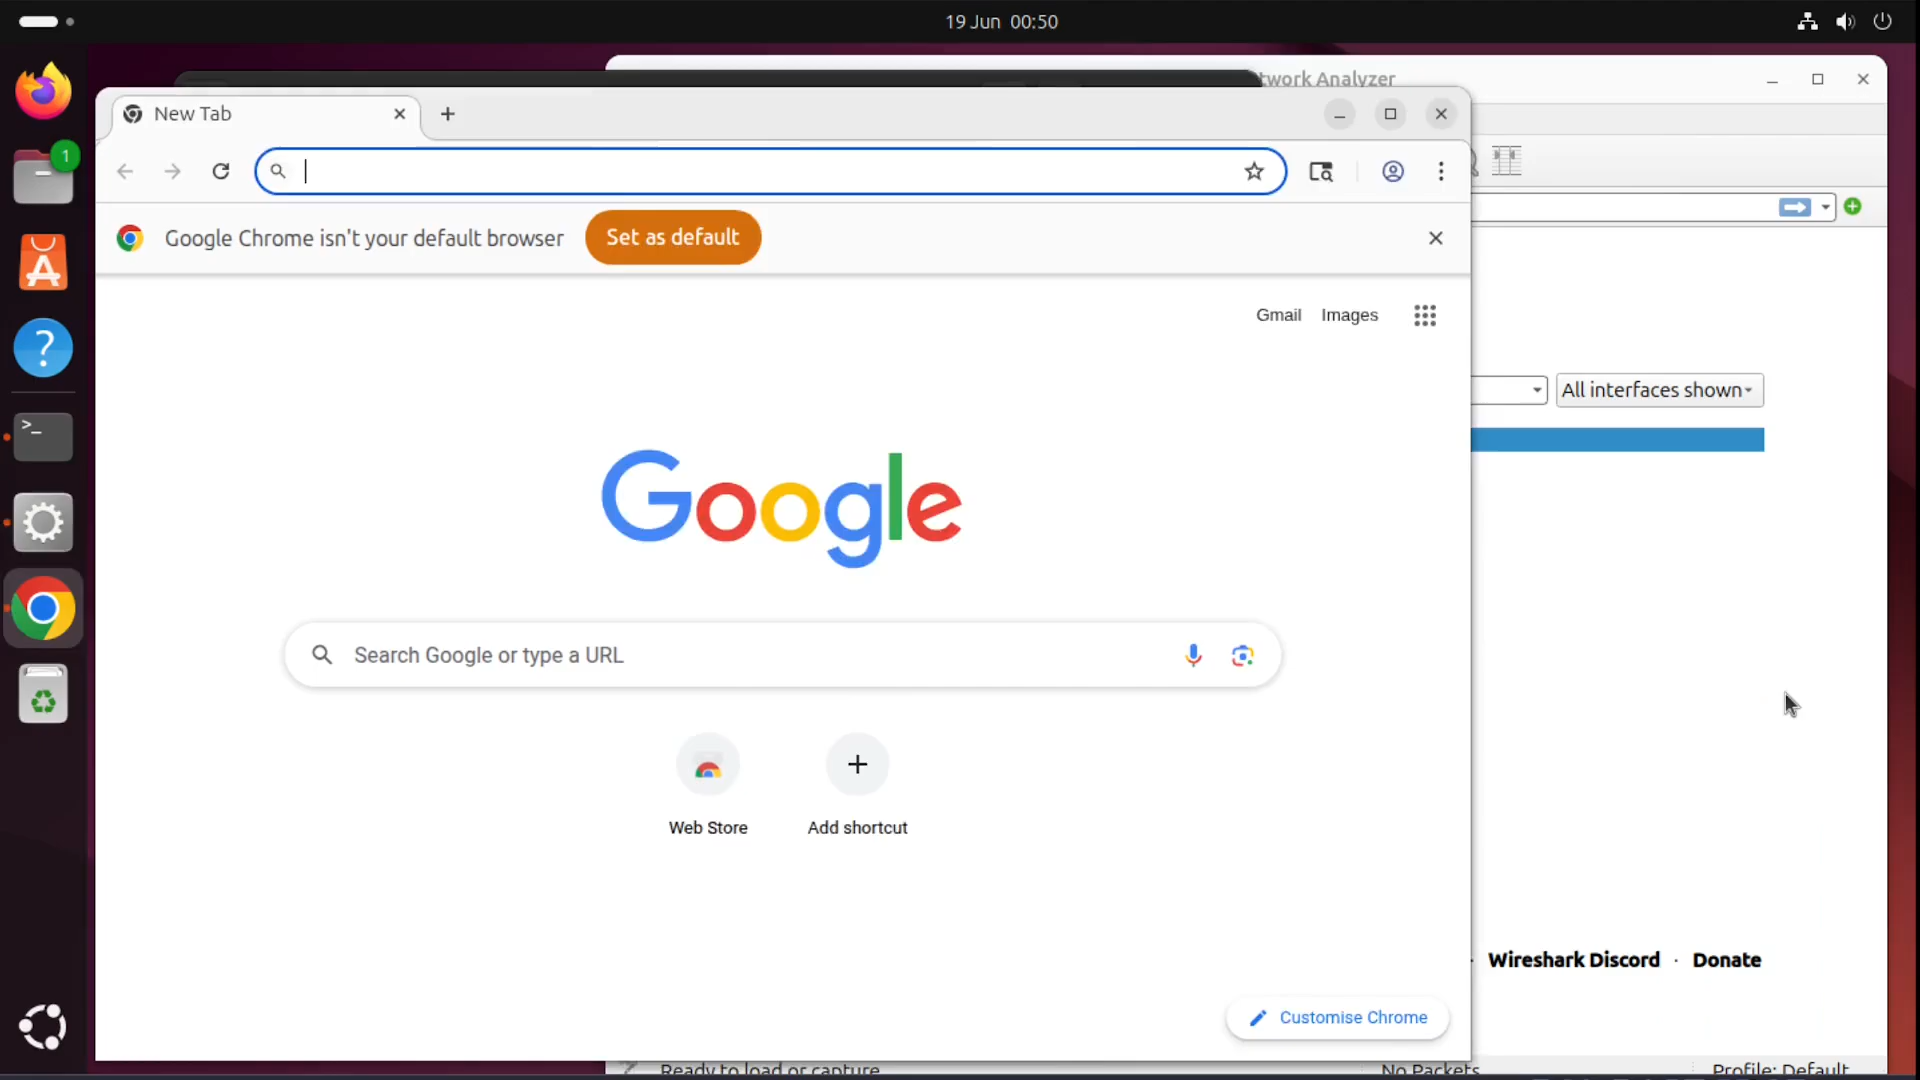 19 Jun 00:50
twork Analyzer
New Tab
Google Chrome isn't your default browser
Set as default
Gmail
Images
All interfaces shown
Google
Search Google or type a URL
Web Store
Add shortcut
· Wireshark Discord · Donate
Customise Chrome
Ready to load or capture
No Packets
Profile: Default
1
>_
?